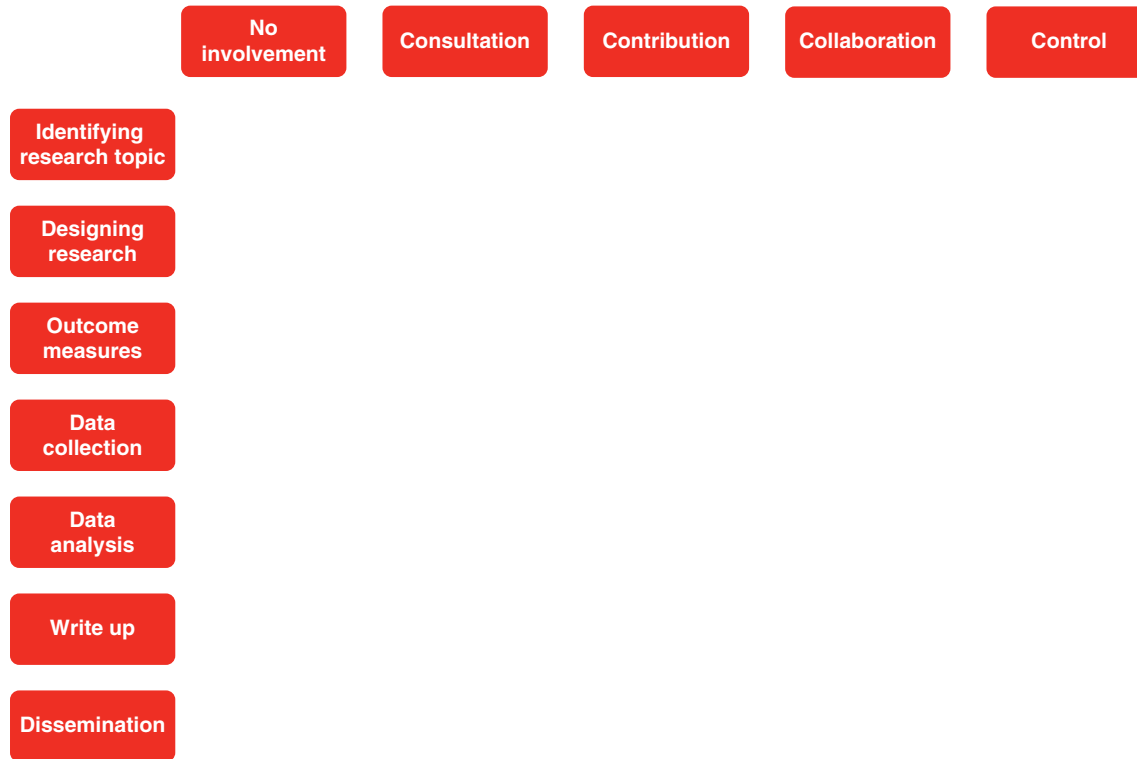 No
involvement
Consultation
Contribution
Collaboration
Control
Identifying
research topic
Designing
research
Outcome
measures
Data
collection
Data
analysis
Write up
Dissemination